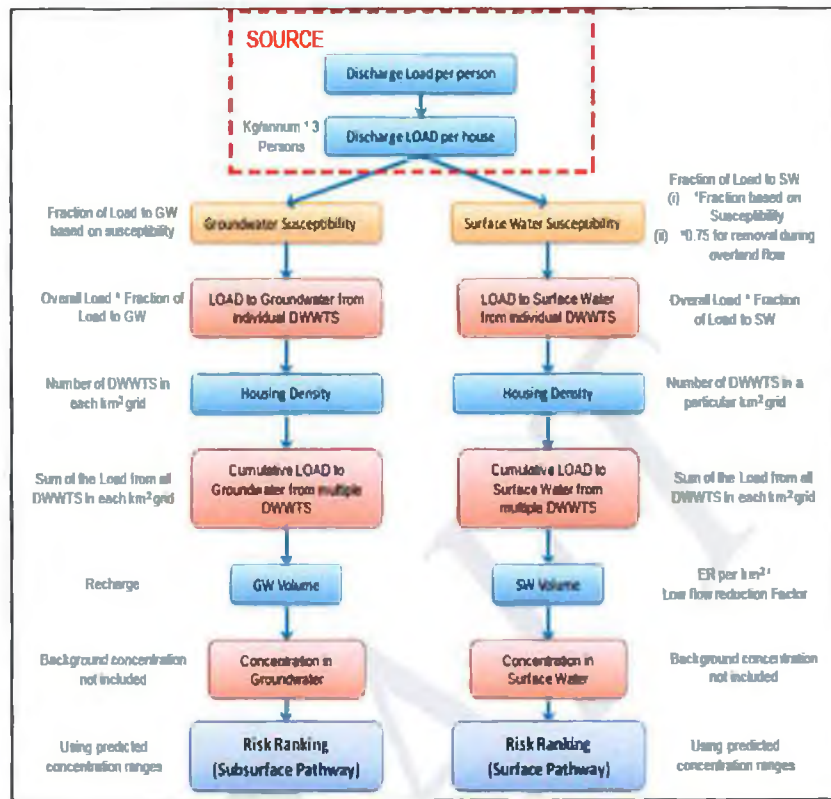 SOURCE
Discharge Load per person
Kg/annum * 3
Persons
Discharge LOAD per house
Fraction of Load to GW
based on susceptibility
Groundwater Susceptibility
Surface Water Susceptibility
Fraction of Load to SW
(i) *Fraction based on
Susceptibility
(ii) *0.75 for removal during
overland flow
Overall Load * Fraction of
Load to GW
LOAD to Groundwater from
individual DWWTS
LOAD to Surface Water
from individual DWWTS
Overall Load * Fraction
of Load to SW
Number of DWWTS in
each km² grid
Housing Density
Housing Density
Number of DWWTS in a
particular km² grid
Sum of the Load from all
DWWTS in each km² grid
Cumulative LOAD to
Groundwater from multiple
DWWTS
Cumulative LOAD to
Surface Water from
multiple DWWTS
Sum of the Load from all
DWWTS in each km² grid
Recharge
GW Volume
SW Volume
ER per km² *
Low flow reduction Factor
Background concentration
not included
Concentration in
Groundwater
Concentration in
Surface Water
Background concentration
not included
Using predicted
concentration ranges
Risk Ranking
(Subsurface Pathway)
Risk Ranking
(Surface Pathway)
Using predicted
concentration ranges